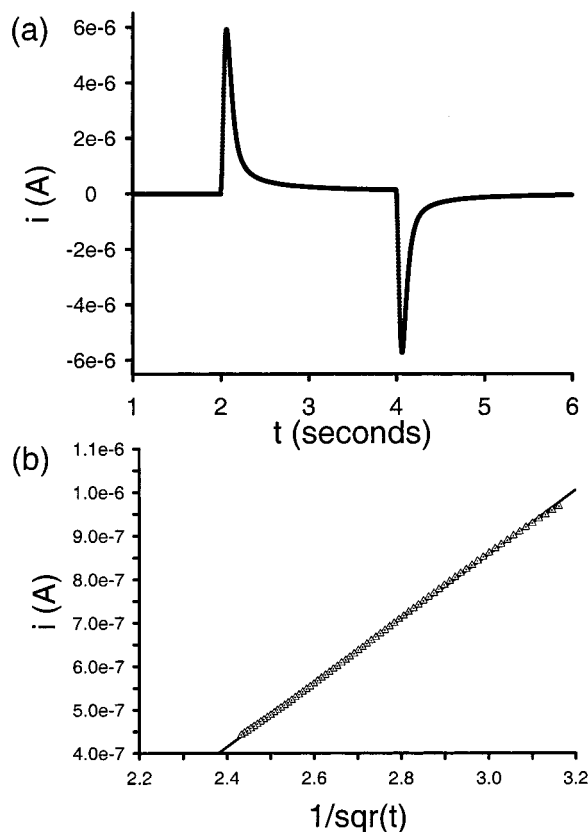 (a)
6e-6
4e-6
2e-6
0
-2e-6
-4e-6
-6e-6
i (A)
1 2 3 4 5 6
t (seconds)
(b)
1.1e-6
1.0e-6
9.0e-7
8.0e-7
7.0e-7
6.0e-7
5.0e-7
4.0e-7
i (A)
2.2 2.4 2.6 2.8 3.0 3.2
1/sqr(t)